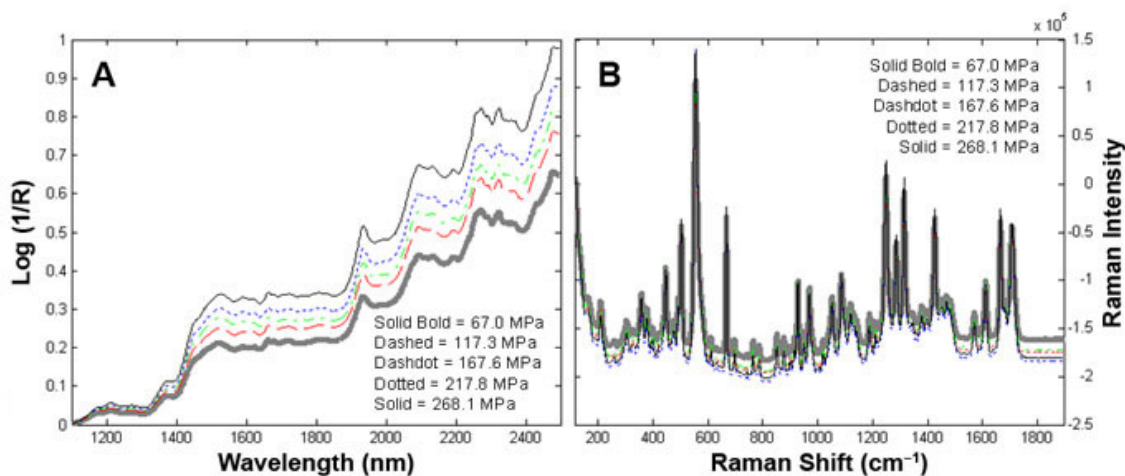 A
1
0.9
0.8
0.7
0.6
0.5
0.4
0.3
0.2
0.1
0
Log (1/R)
Solid Bold = 67.0 MPa
Dashed = 117.3 MPa
Dashdot = 167.6 MPa
Dotted = 217.8 MPa
Solid = 268.1 MPa
1200 1400 1600 1800 2000 2200 2400
Wavelength (nm)
B
x 10⁵
Solid Bold = 67.0 MPa
Dashed = 117.3 MPa
Dashdot = 167.6 MPa
Dotted = 217.8 MPa
Solid = 268.1 MPa
1.5
1
0.5
0
-0.5
-1
-1.5
-2
-2.5
Raman Intensity
200 400 600 800 1000 1200 1400 1600 1800
Raman Shift (cm⁻¹)